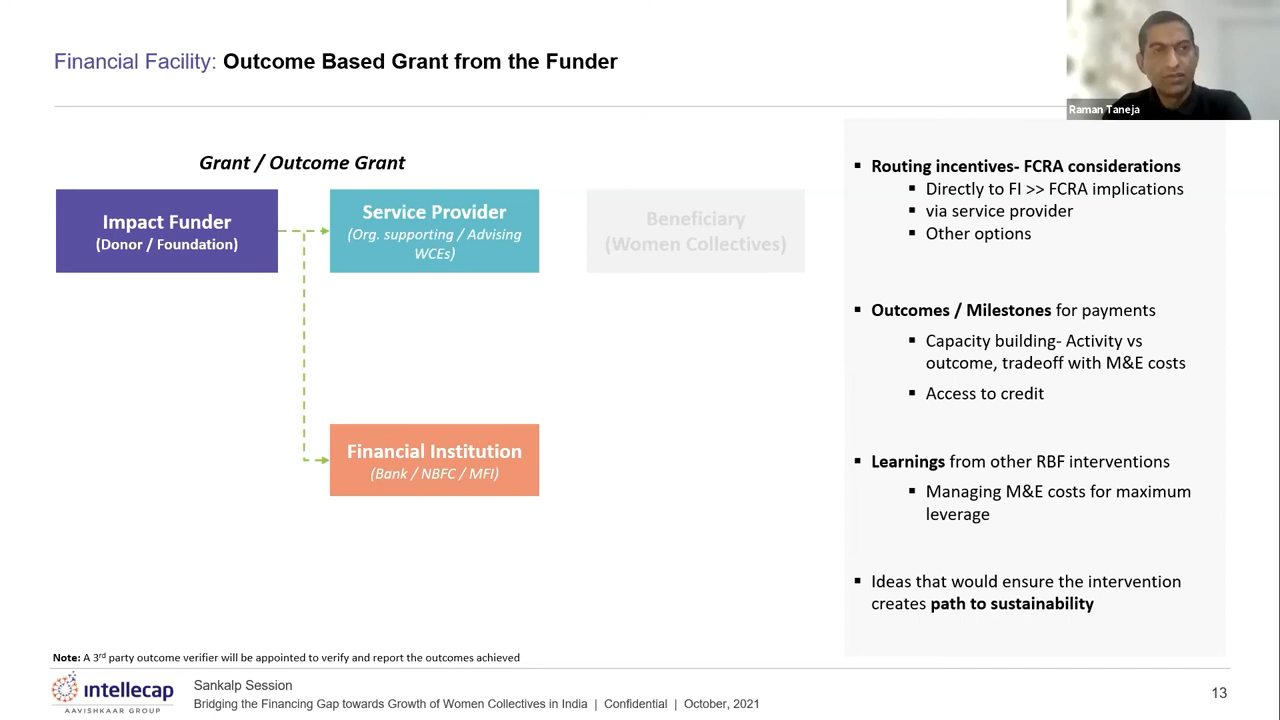 Financial Facility: Outcome Based Grant from the Funder
Raman Taneja
Grant / Outcome Grant
Impact Funder
(Donor / Foundation)
Service Provider
(Org. supporting / Advising
WCEs)
Beneficiary
(Women Collectives)
Financial Institution
(Bank / NBFC / MFI)
▪ Routing incentives- FCRA considerations
▪ Directly to FI >> FCRA implications
▪ via service provider
▪ Other options
▪ Outcomes / Milestones for payments
▪ Capacity building- Activity vs
outcome, tradeoff with M&E costs
▪ Access to credit
▪ Learnings from other RBF interventions
▪ Managing M&E costs for maximum
leverage
▪ Ideas that would ensure the intervention
creates path to sustainability
Note: A 3rd party outcome verifier will be appointed to verify and report the outcomes achieved
intellecap
AAVISHKAAR GROUP
Sankalp Session
Bridging the Financing Gap towards Growth of Women Collectives in India | Confidential | October, 2021
13